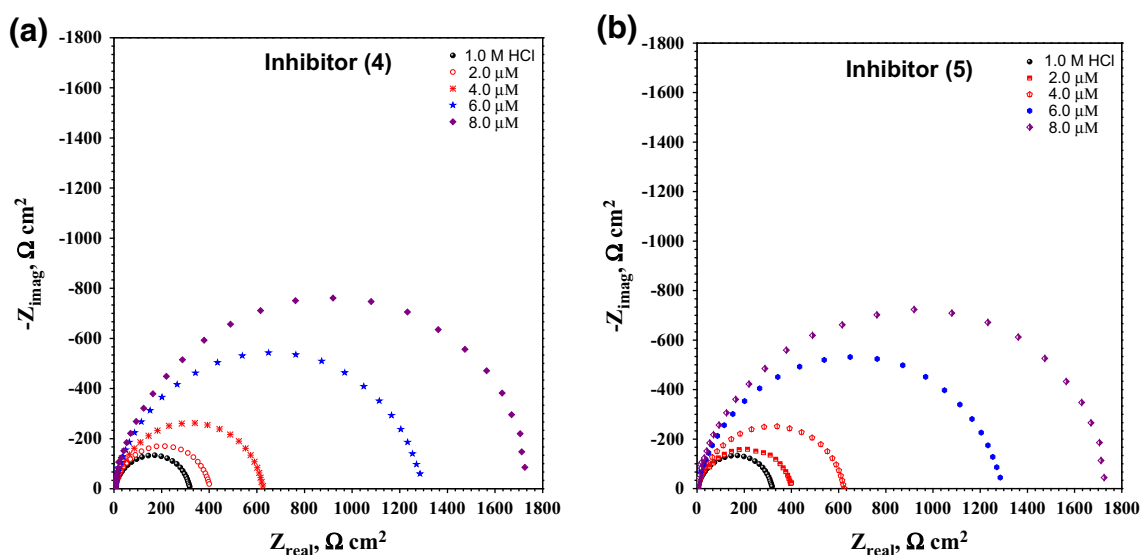 (a)
Inhibitor (4)
1.0 M HCl
2.0 μM
4.0 μM
6.0 μM
8.0 μM
-1800
-1600
-1400
-1200
-1000
-800
-600
-400
-200
0
0 200 400 600 800 1000 1200 1400 1600 1800
-Zimag, Ω cm²
Zreal, Ω cm²
(b)
Inhibitor (5)
1.0 M HCl
2.0 μM
4.0 μM
6.0 μM
8.0 μM
-1800
-1600
-1400
-1200
-1000
-800
-600
-400
-200
0
0 200 400 600 800 1000 1200 1400 1600 1800
-Zimag, Ω cm²
Zreal, Ω cm²